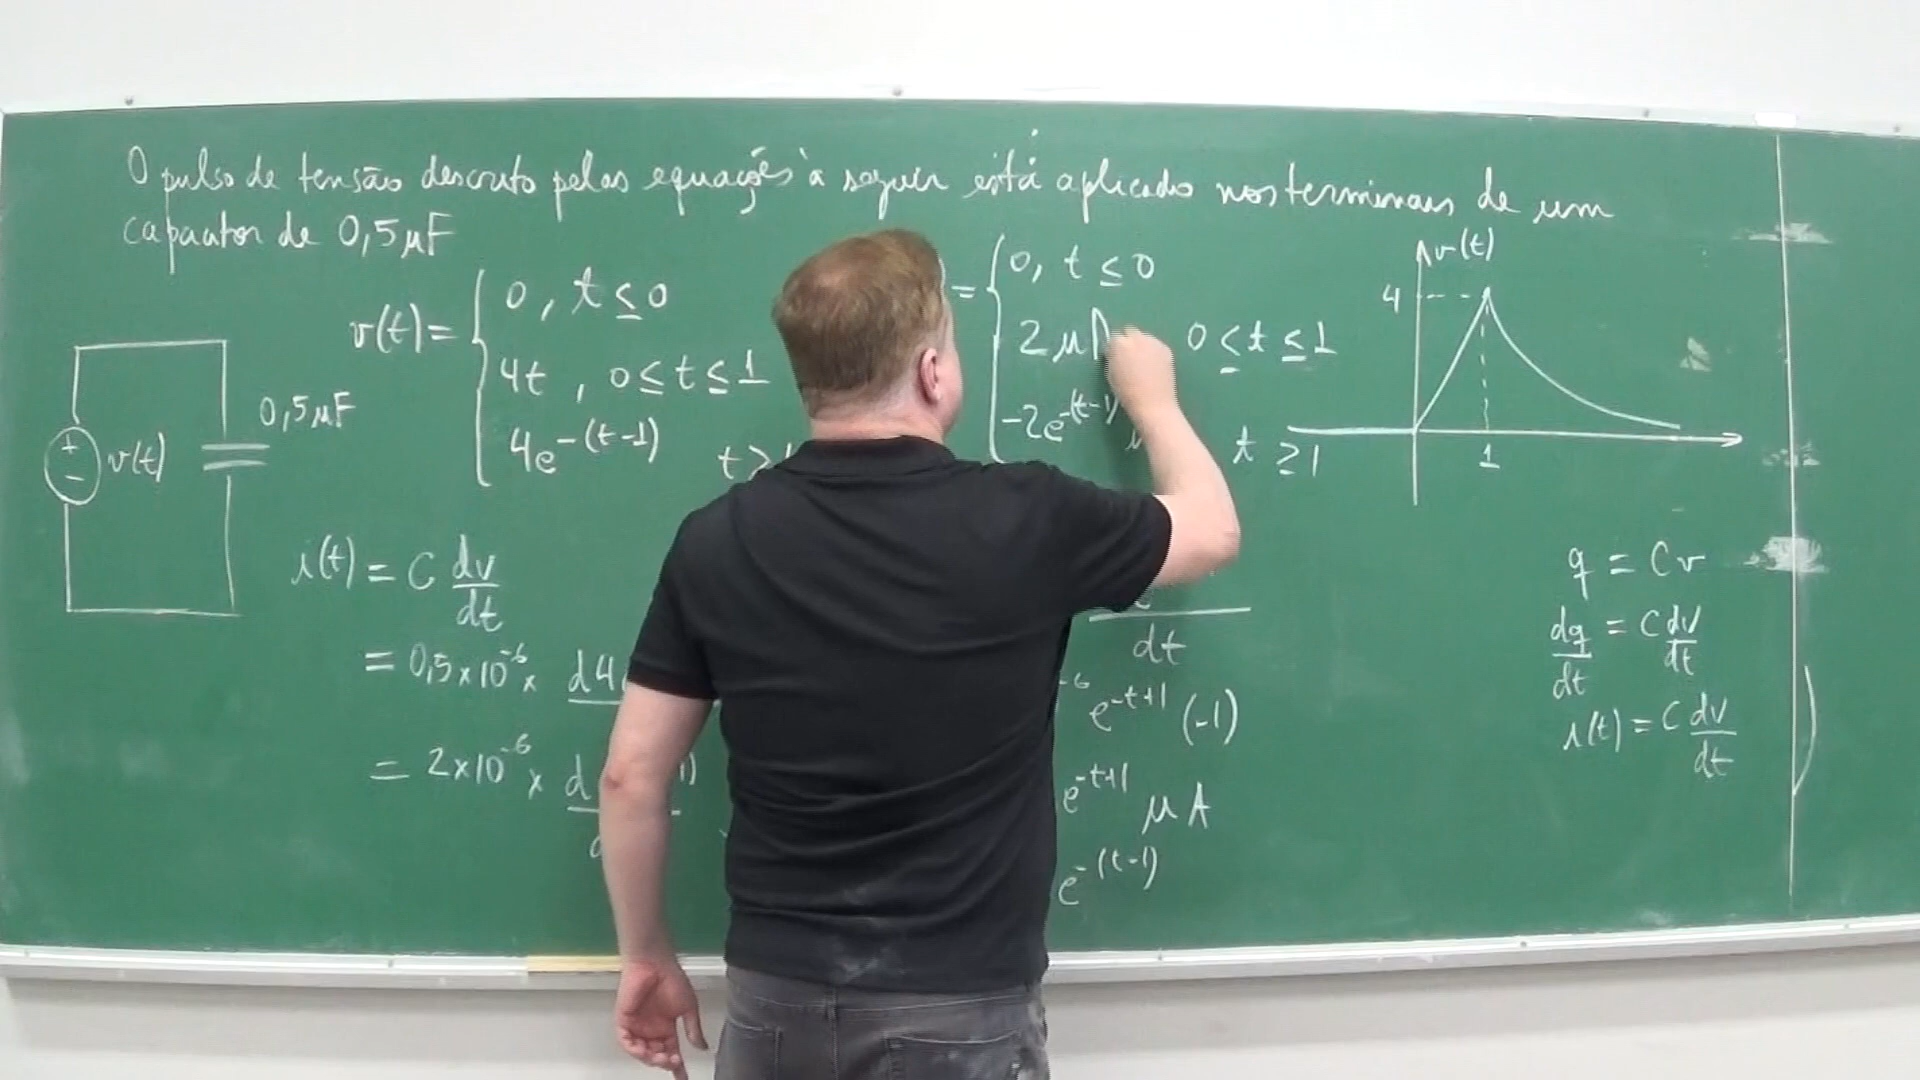 O pulso de tensão descrito pelas equações à seguir está aplicado nos terminais de um
capacitor de 0,5 μF
v(t) = { 0 , t ≤ 0
4t , 0 ≤ t ≤ 1
4e^-(t-1) t >
= { 0, t ≤ 0
2 μA 0 ≤ t ≤ 1
-2e^-(t-1) μ t ≥ 1
v(t)
4
1
+
-
v(t)
0,5 μF
i(t) = C dv/dt
= 0,5 × 10^-6 × d4
= 2 × 10^-6 × d
dt
-6 e^-t+1 (-1)
e^-t+1 μA
e^-(t-1)
q = Cv
dq/dt = C dv/dt
i(t) = C dv/dt